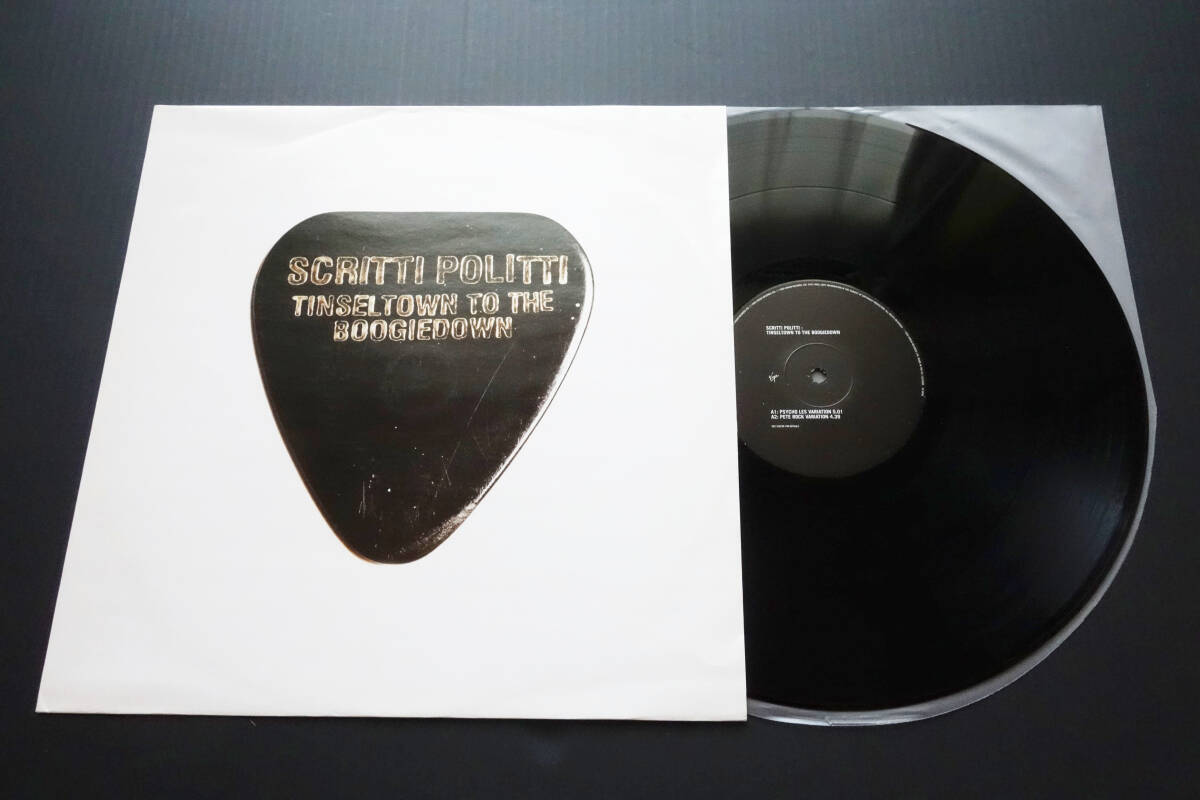 SCRITTI POLITTI
TINSELTOWN TO THE
BOOGIEDOWN
SCRITTI POLITTI -
TINSELTOWN TO THE BOOGIEDOWN
Virgin
A1: PSYCHO LES VARIATION 5.01
A2: PETE ROCK VARIATION 4.39